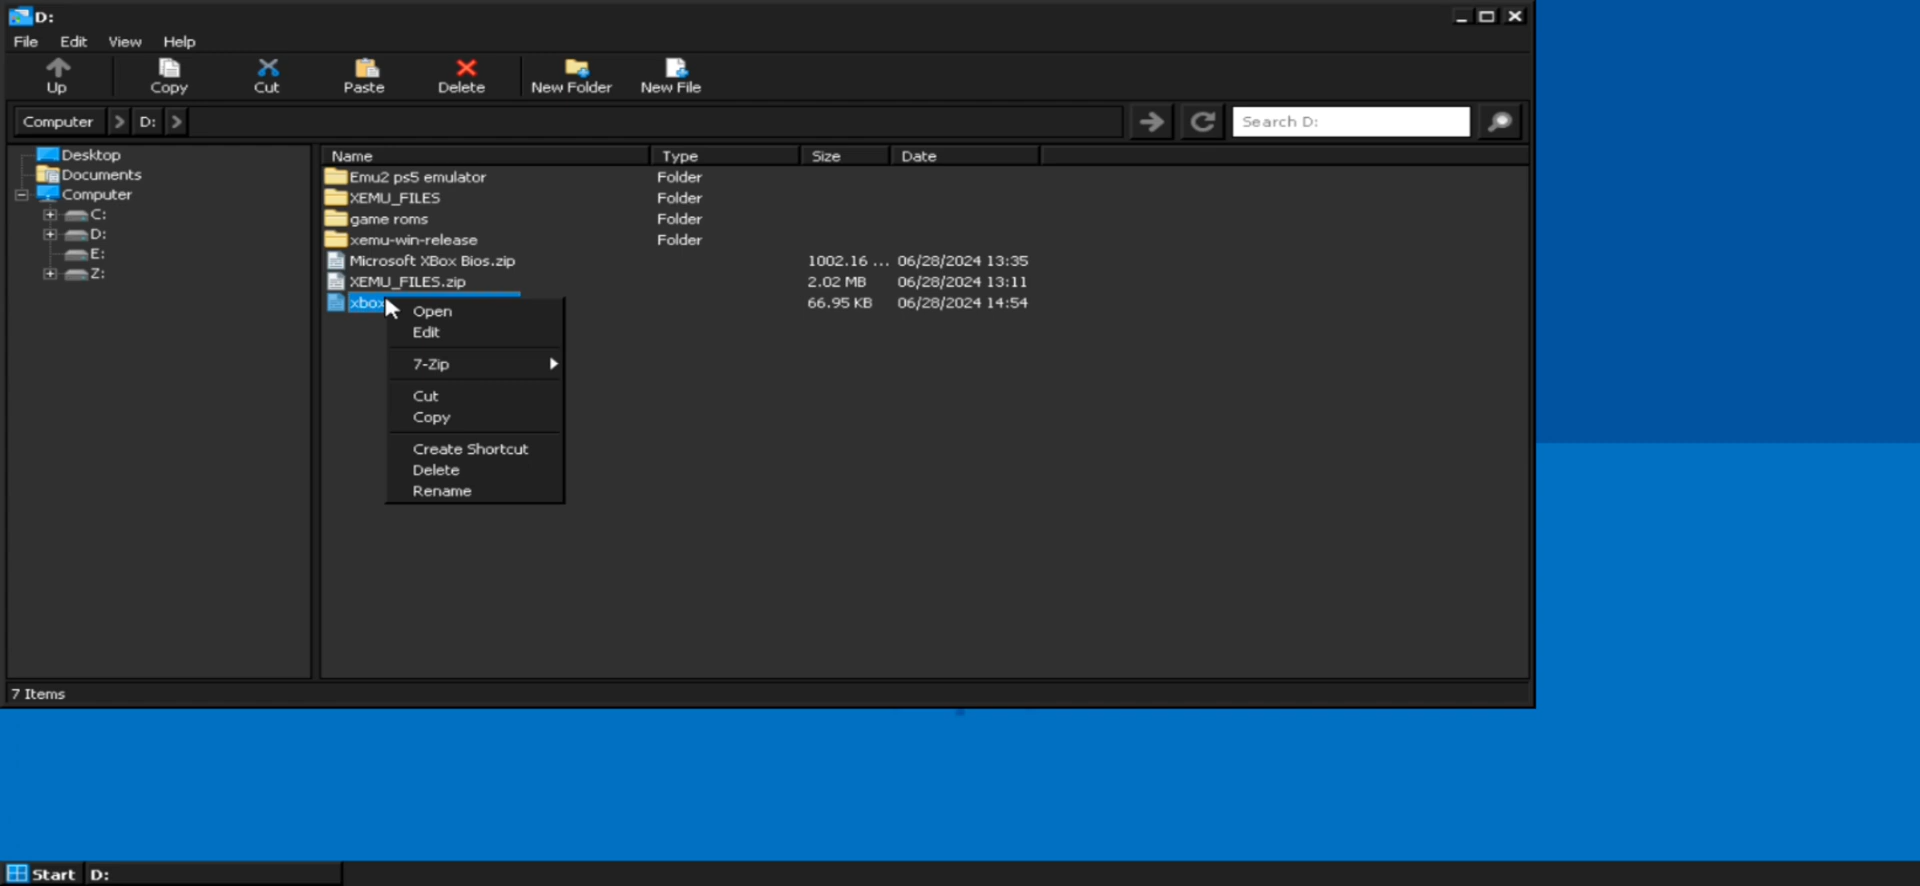 D:
File Edit View Help
Up Copy Cut Paste Delete New Folder New File
Computer D: Search D:
Desktop
Documents
Computer
C:
D:
E:
Z:
Name Type Size Date
Emu2 ps5 emulator Folder
XEMU_FILES Folder
game roms Folder
xemu-win-release Folder
Microsoft XBox Bios.zip 1002.16 ... 06/28/2024 13:35
XEMU_FILES.zip 2.02 MB 06/28/2024 13:11
xbox 66.95 KB 06/28/2024 14:54
Open
Edit
7-Zip
Cut
Copy
Create Shortcut
Delete
Rename
7 Items
Start D: